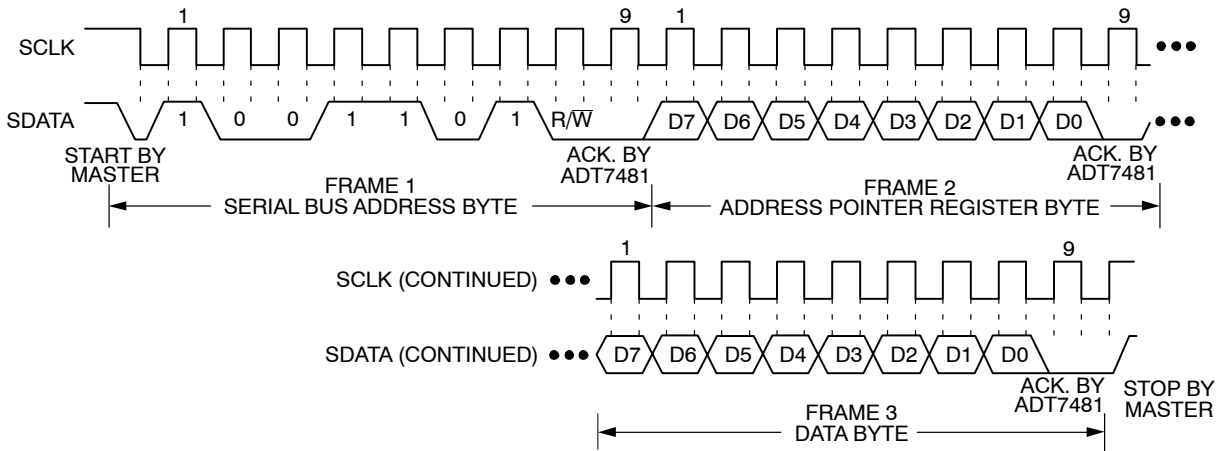 1 9 1 9
SCLK
SDATA 1 0 0 1 1 0 1 R/W̅ D7 D6 D5 D4 D3 D2 D1 D0
START BY
MASTER
ACK. BY
ADT7481
ACK. BY
ADT7481
FRAME 1
SERIAL BUS ADDRESS BYTE
FRAME 2
ADDRESS POINTER REGISTER BYTE
1 9
SCLK (CONTINUED)
SDATA (CONTINUED) D7 D6 D5 D4 D3 D2 D1 D0
ACK. BY
ADT7481
STOP BY
MASTER
FRAME 3
DATA BYTE